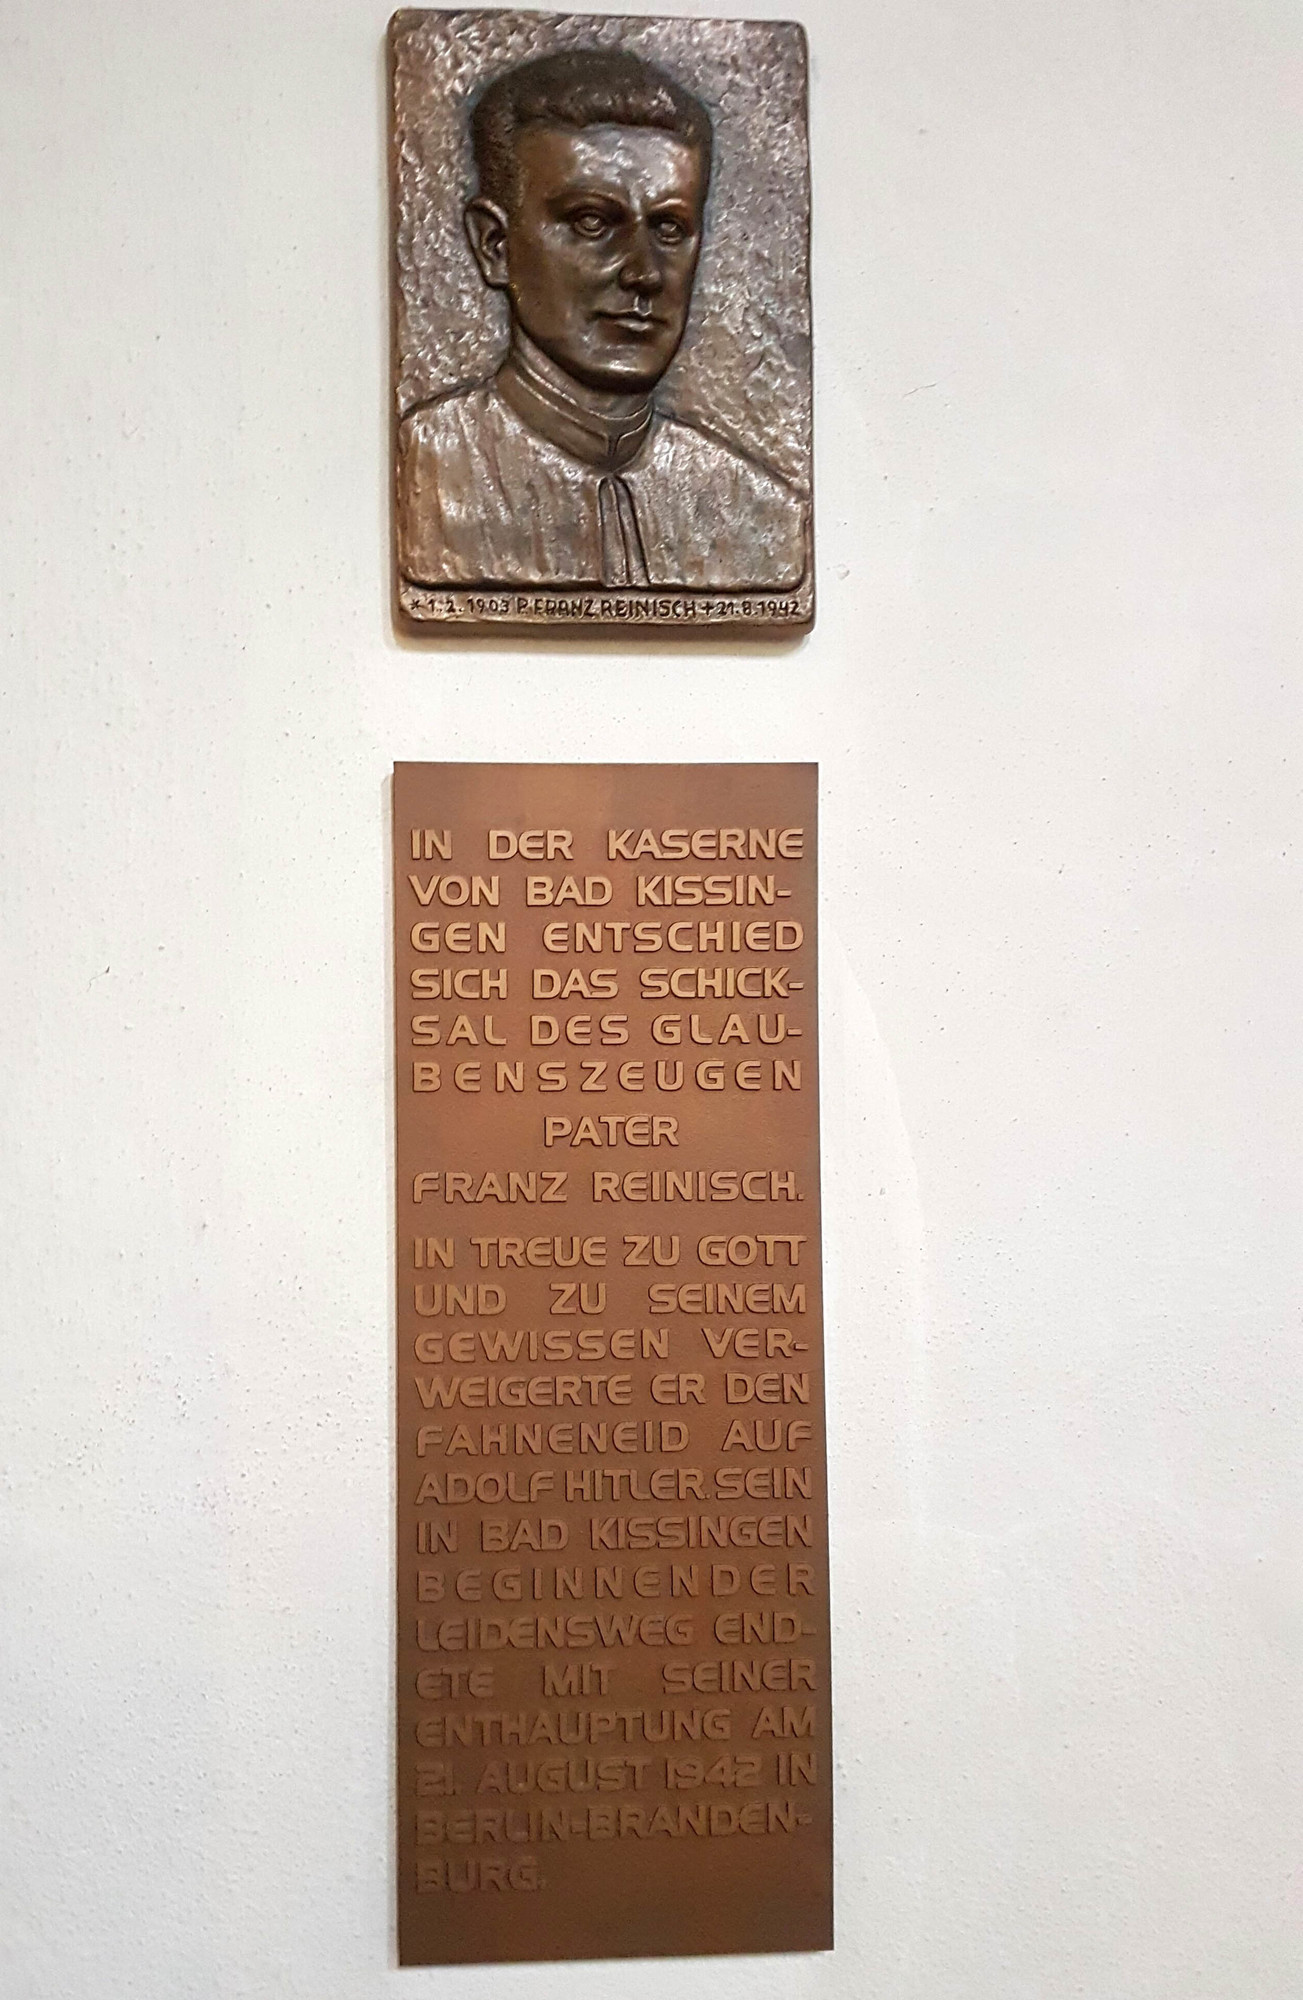 * 1.2.1903 P. FRANZ REINISCH + 21.8.1942
IN DER KASERNE
VON BAD KISSIN-
GEN ENTSCHIED
SICH DAS SCHICK-
SAL DES GLAU-
BENSZEUGEN
PATER
FRANZ REINISCH.
IN TREUE ZU GOTT
UND ZU SEINEM
GEWISSEN VER-
WEIGERTE ER DEN
FAHNENEID AUF
ADOLF HITLER. SEIN
IN BAD KISSINGEN
BEGINNENDER
LEIDENSWEG END-
ETE MIT SEINER
ENTHAUPTUNG AM
21. AUGUST 1942 IN
BERLIN-BRANDEN-
BURG.